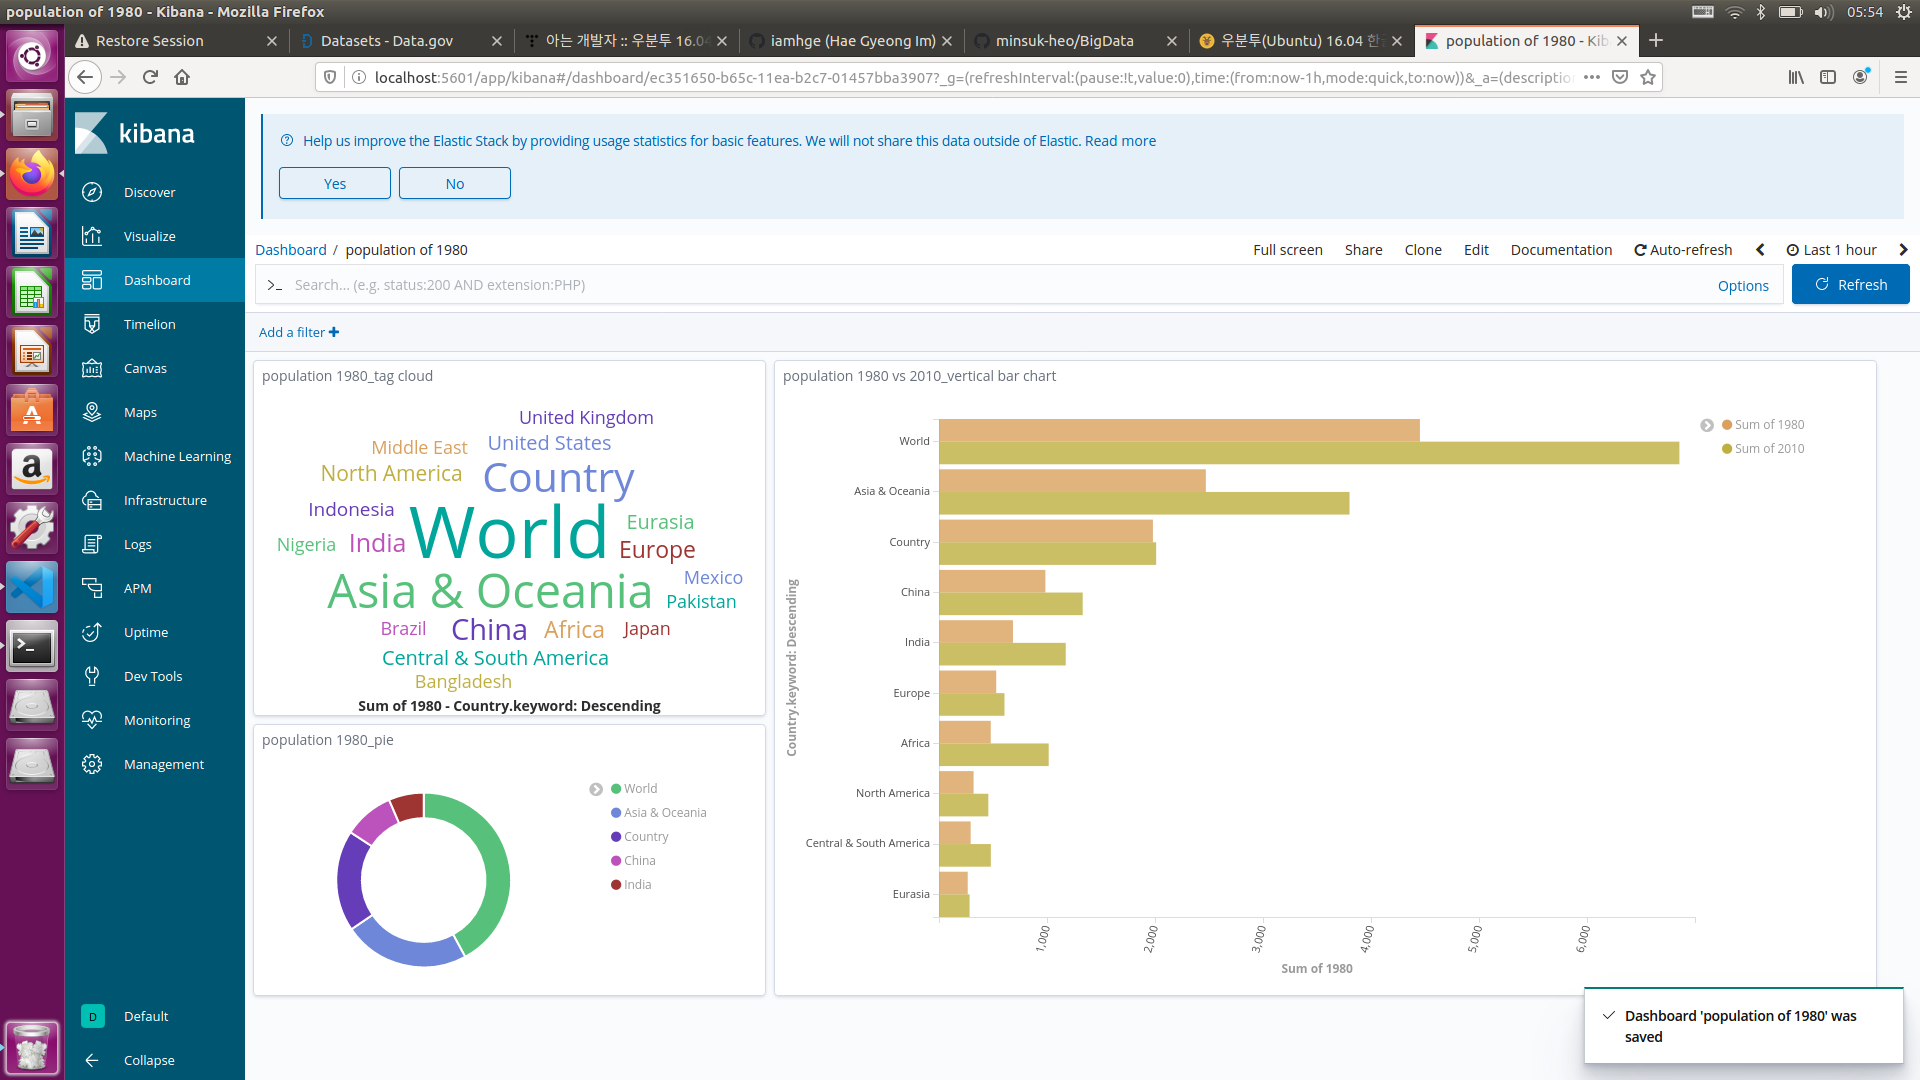 population of 1980 - Kibana - Mozilla Firefox
05:54
Restore Session
Datasets - Data.gov
아는 개발자 :: 우분투 16.04
iamhge (Hae Gyeong Im)
minsuk-heo/BigData
우분투(Ubuntu) 16.04 한
population of 1980 - Kib
localhost:5601/app/kibana#/dashboard/ec351650-b65c-11ea-b2c7-01457bba3907?_g=(refreshInterval:(pause:!t,value:0),time:(from:now-1h,mode:quick,to:now))&_a=(descriptio
kibana
Discover
Visualize
Dashboard
Timelion
Canvas
Maps
Machine Learning
Infrastructure
Logs
APM
Uptime
Dev Tools
Monitoring
Management
D
Default
Collapse
Help us improve the Elastic Stack by providing usage statistics for basic features. We will not share this data outside of Elastic. Read more
Yes
No
Dashboard / population of 1980
Full screen
Share
Clone
Edit
Documentation
Auto-refresh
Last 1 hour
>_ Search... (e.g. status:200 AND extension:PHP)
Options
Refresh
Add a filter
population 1980_tag cloud
United Kingdom
Middle East
United States
North America
Country
Indonesia
World
Eurasia
Nigeria
India
Europe
Asia & Oceania
Mexico
Pakistan
Brazil
China
Africa
Japan
Central & South America
Bangladesh
Sum of 1980 - Country.keyword: Descending
population 1980_pie
World
Asia & Oceania
Country
China
India
population 1980 vs 2010_vertical bar chart
Sum of 1980
Sum of 2010
Country.keyword: Descending
World
Asia & Oceania
Country
China
India
Europe
Africa
North America
Central & South America
Eurasia
1,000
2,000
3,000
4,000
5,000
6,000
Sum of 1980
Dashboard 'population of 1980' was
saved